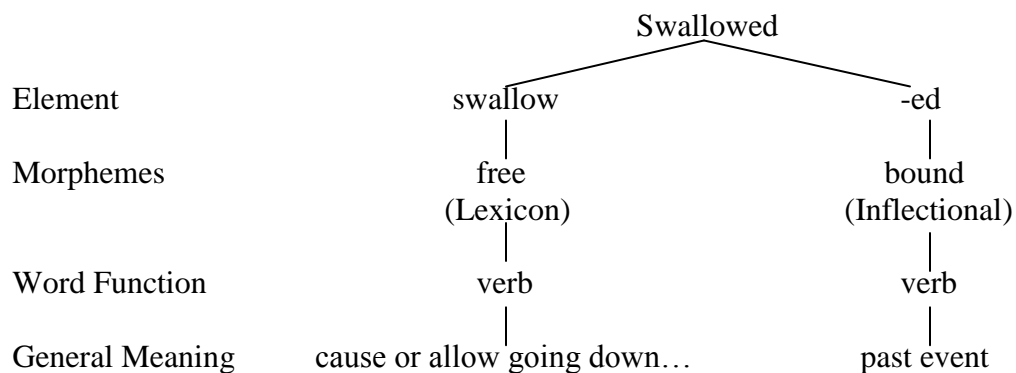 Swallowed
Element swallow -ed
Morphemes free bound
(Lexicon) (Inflectional)
Word Function verb verb
General Meaning cause or allow going down… past event